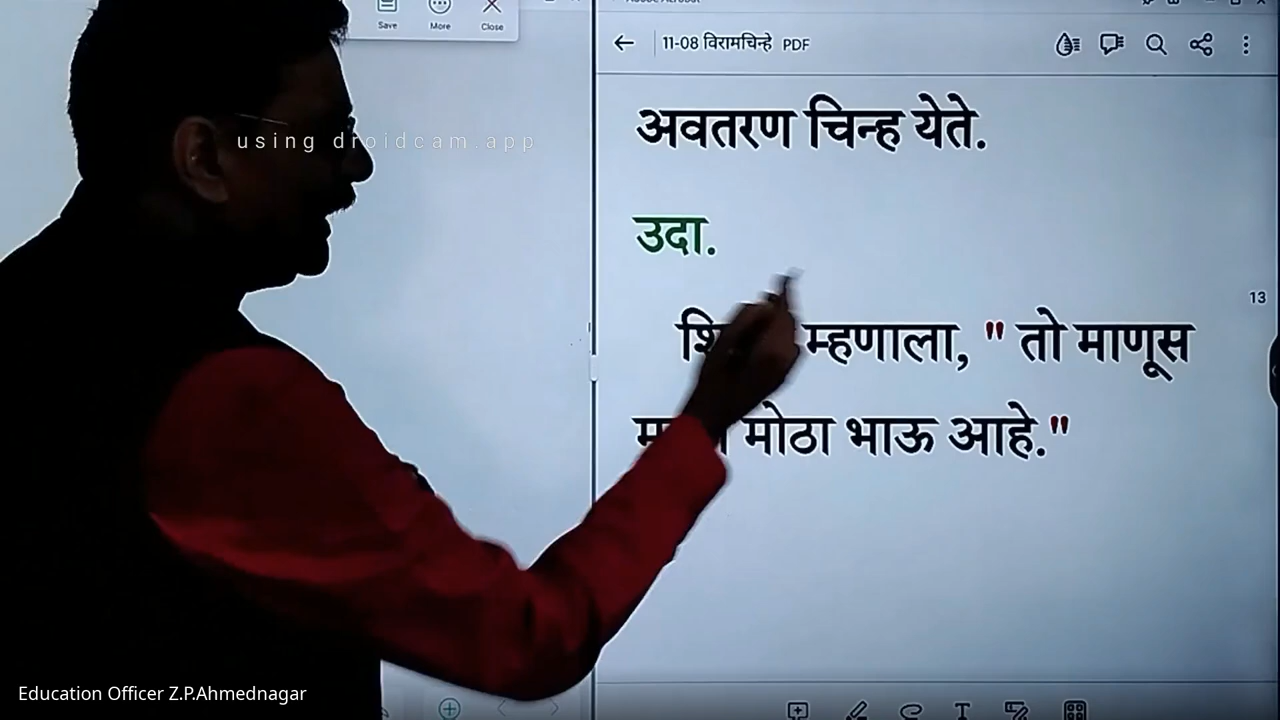 Save More Close
using droidcam.app
11-08 विरामचिन्हे PDF
अवतरण चिन्ह येते.
उदा.
13
म्हणाला, " तो माणूस
मोठा भाऊ आहे."
Education Officer Z.P.Ahmednagar